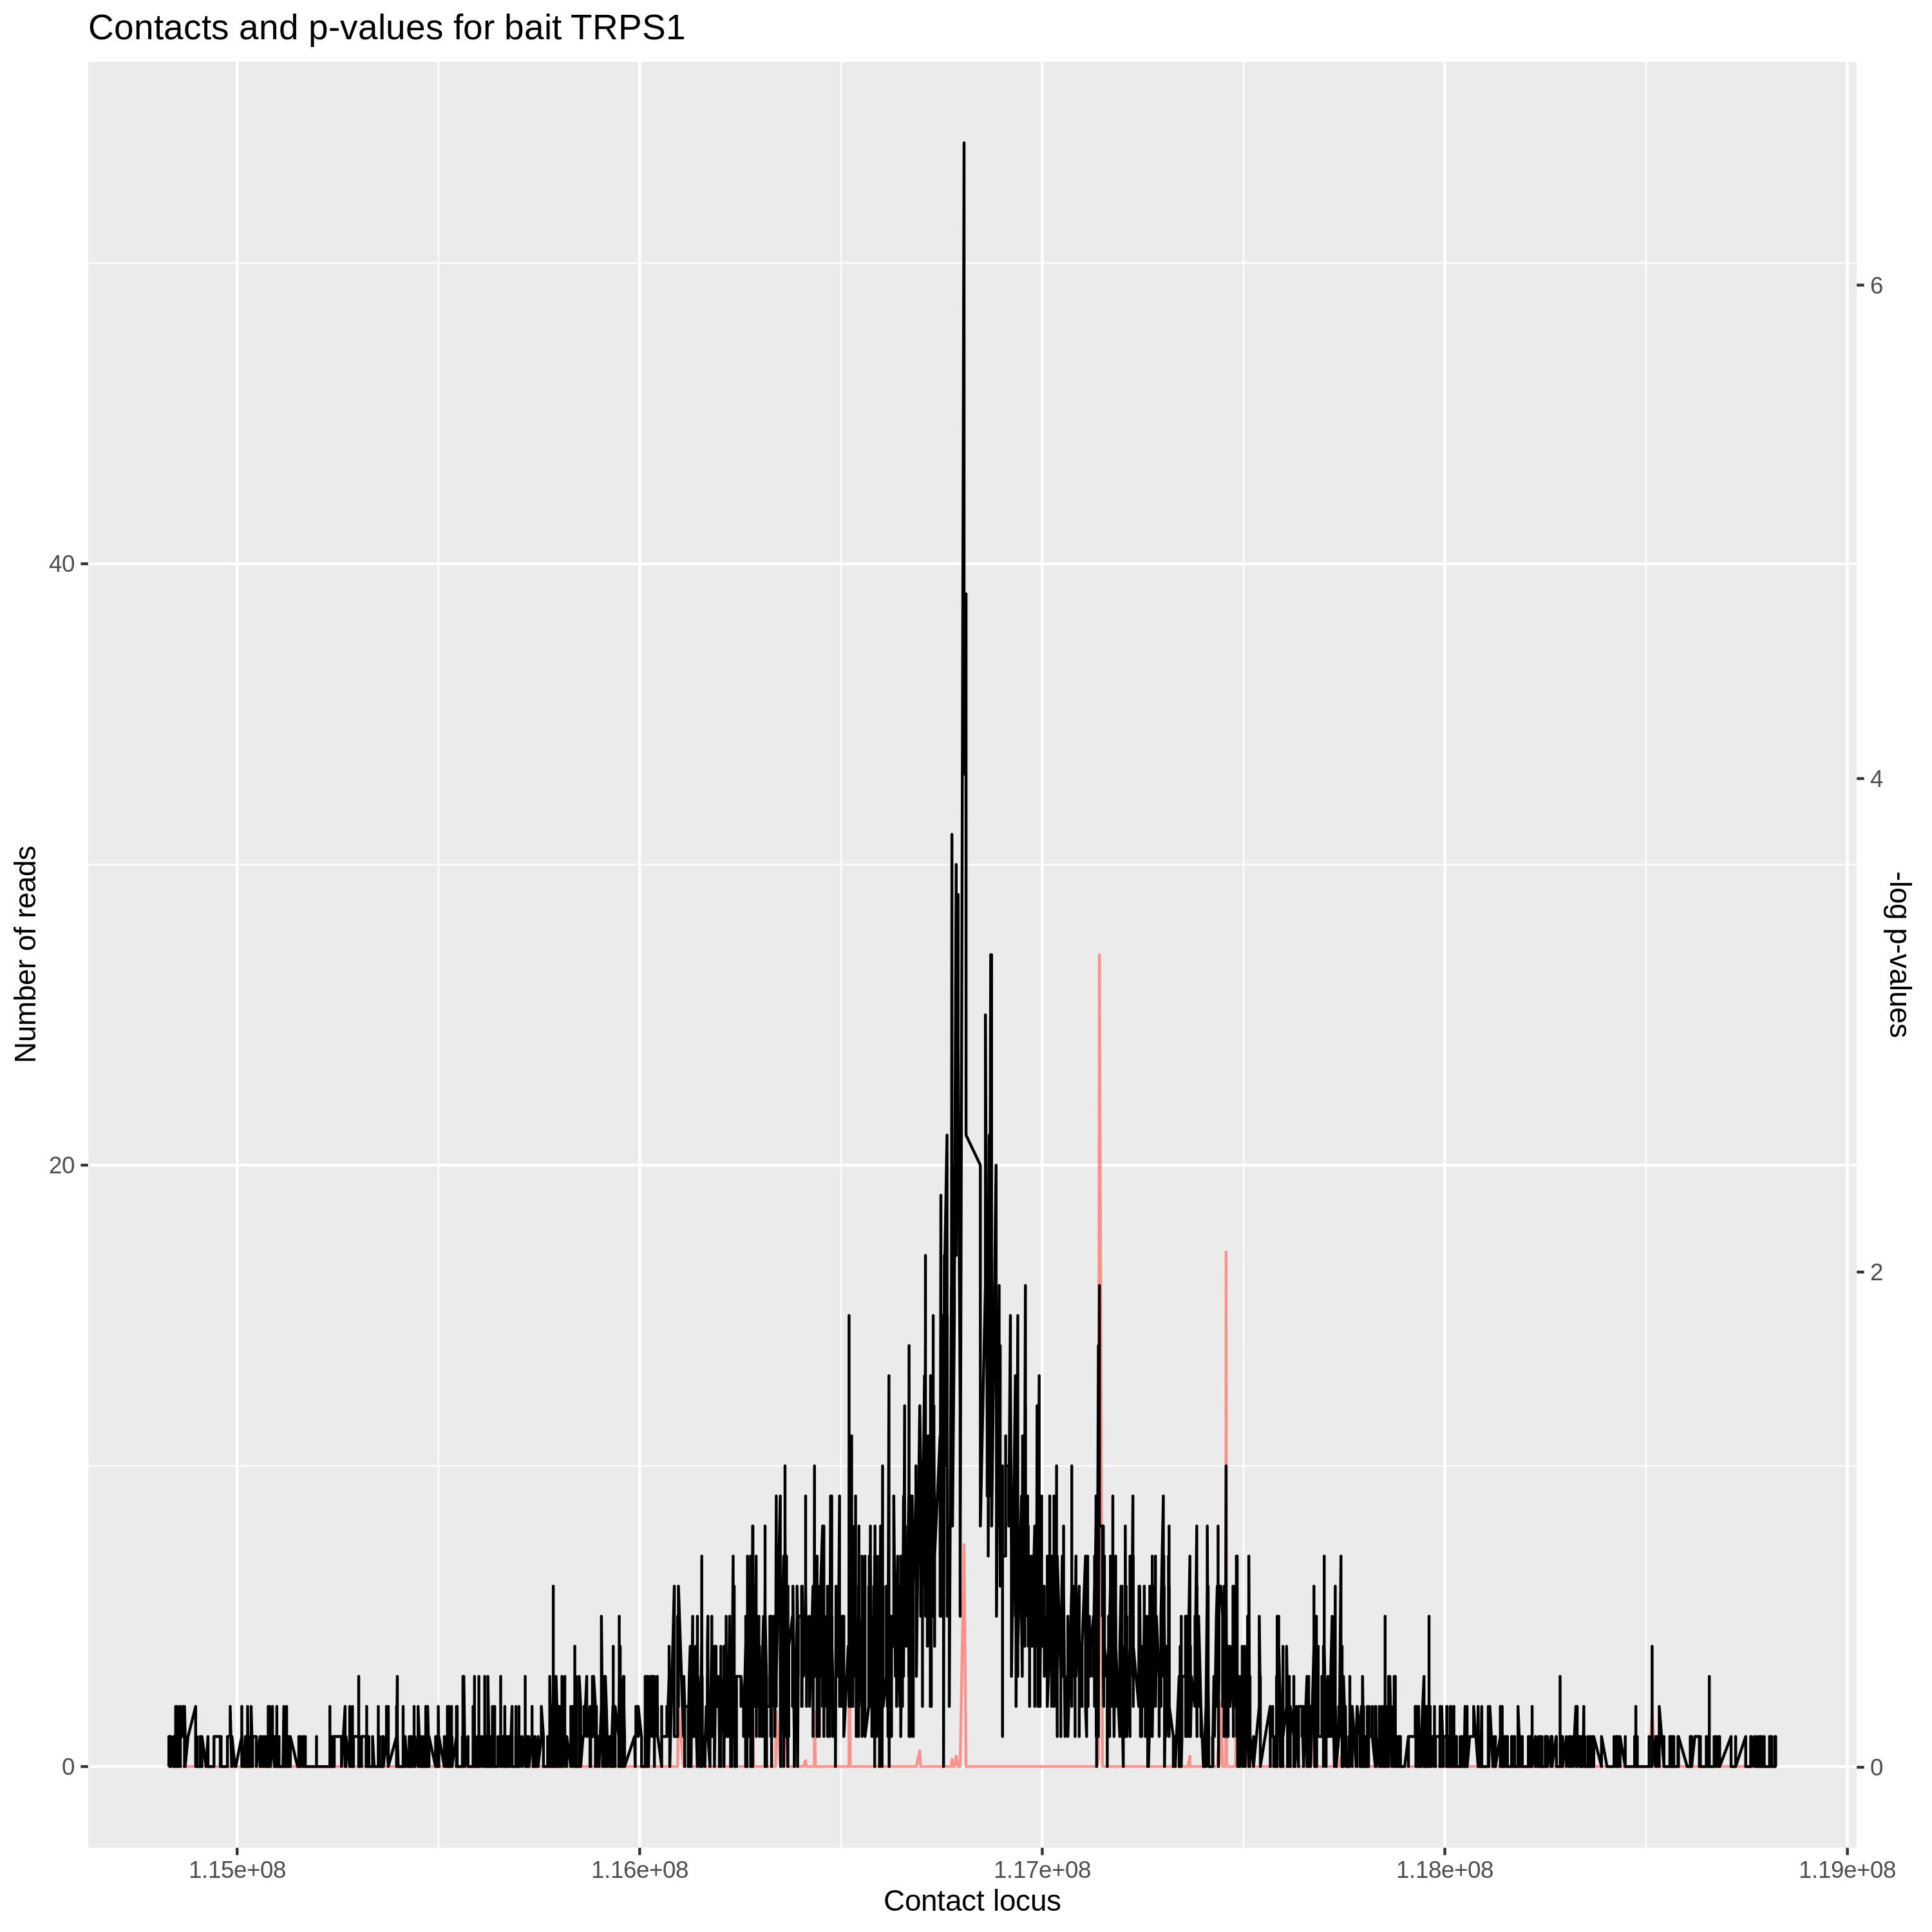 Contacts and p-values for bait TRPS1
Number of reads
40
20
0
6
4
2
0
-log p-values
1.15e+08
1.16e+08
1.17e+08
1.18e+08
1.19e+08
Contact locus